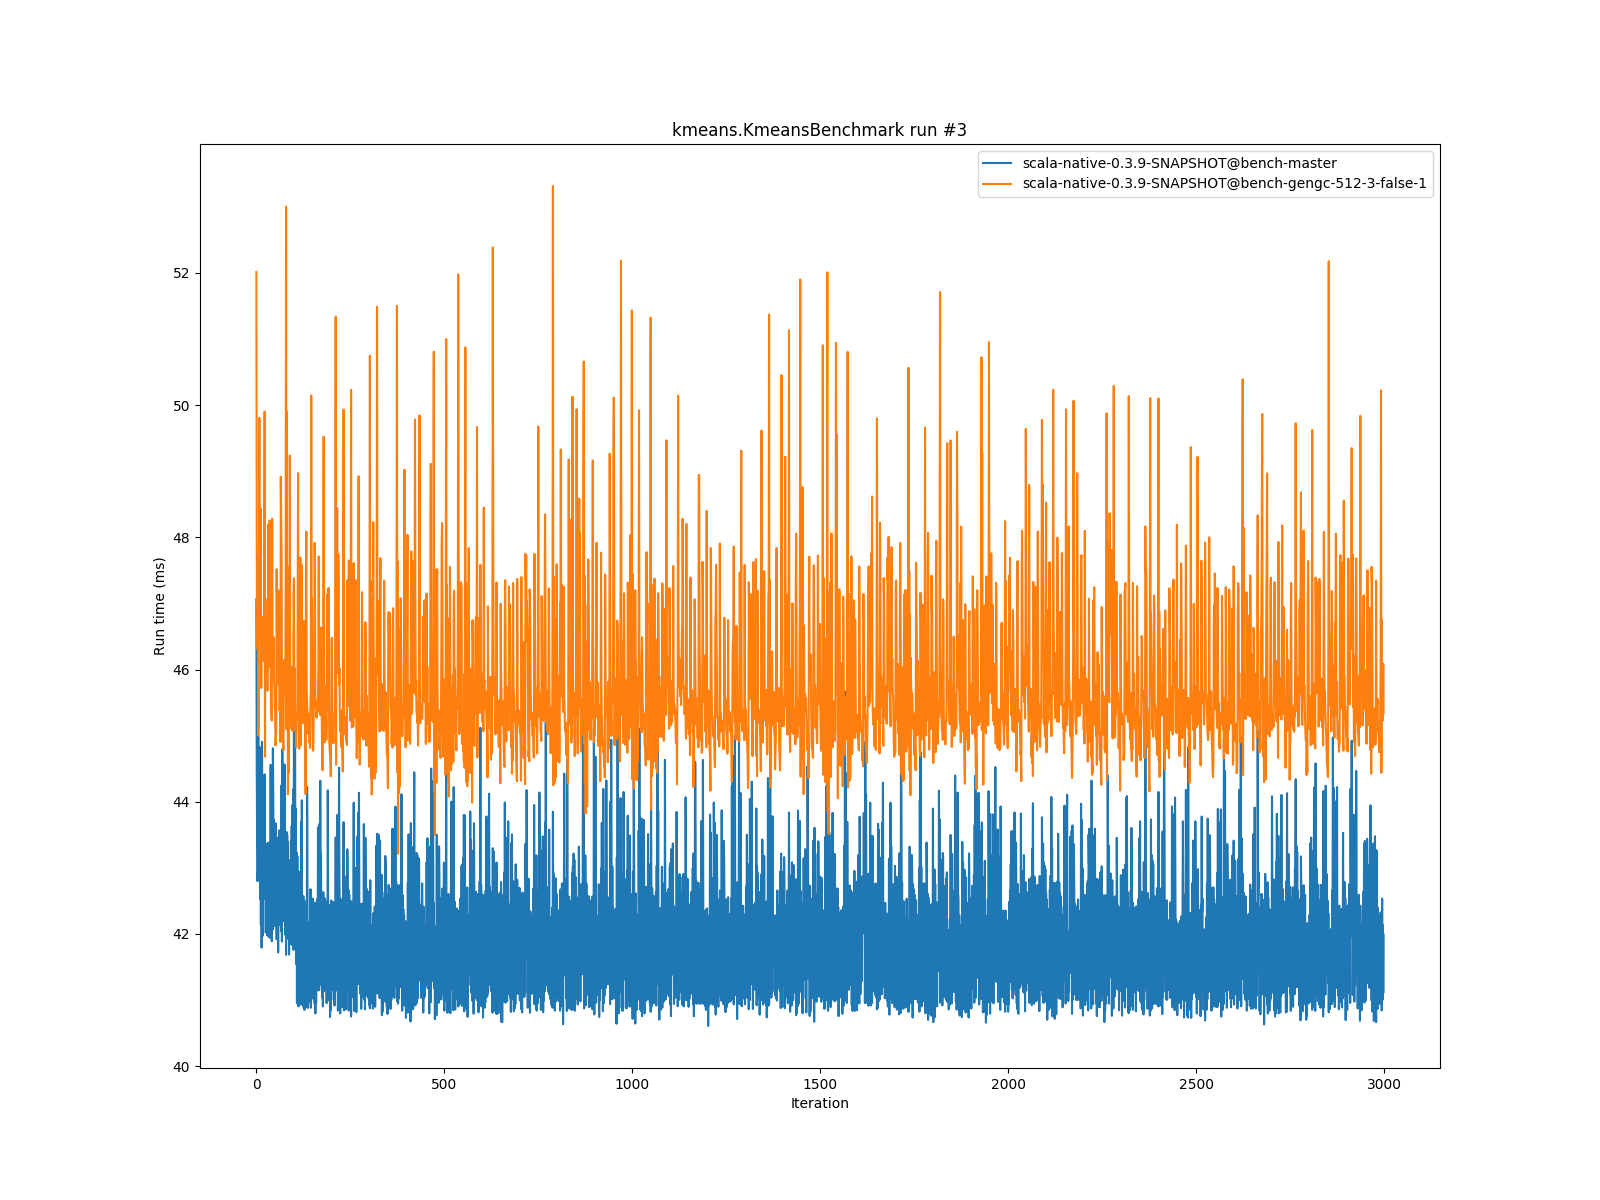 kmeans.KmeansBenchmark run #3
scala-native-0.3.9-SNAPSHOT@bench-master
scala-native-0.3.9-SNAPSHOT@bench-gengc-512-3-false-1
Run time (ms)
52
50
48
46
44
42
40
0 500 1000 1500 2000 2500 3000
Iteration